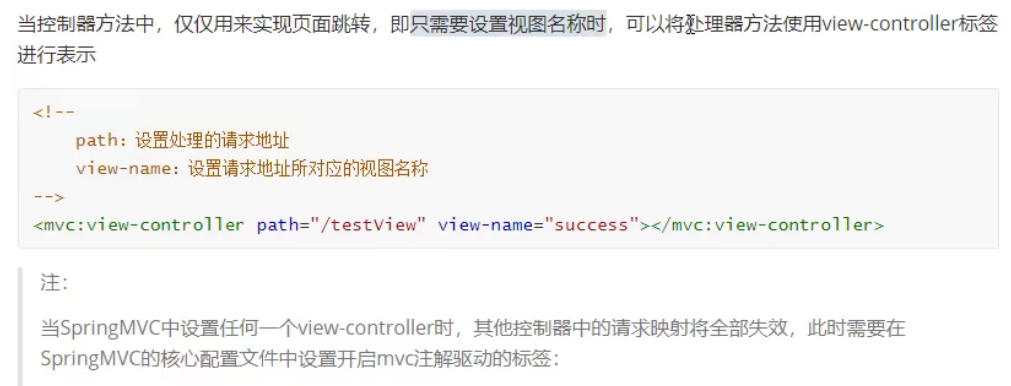 当控制器方法中，仅仅用来实现页面跳转，即只需要设置视图名称时，可以将处理器方法使用view-controller标签
进行表示
<!--
path：设置处理的请求地址
view-name：设置请求地址所对应的视图名称
-->
<mvc:view-controller path="/testView" view-name="success"></mvc:view-controller>
注：
当SpringMVC中设置任何一个view-controller时，其他控制器中的请求映射将全部失效，此时需要在
SpringMVC的核心配置文件中设置开启mvc注解驱动的标签：